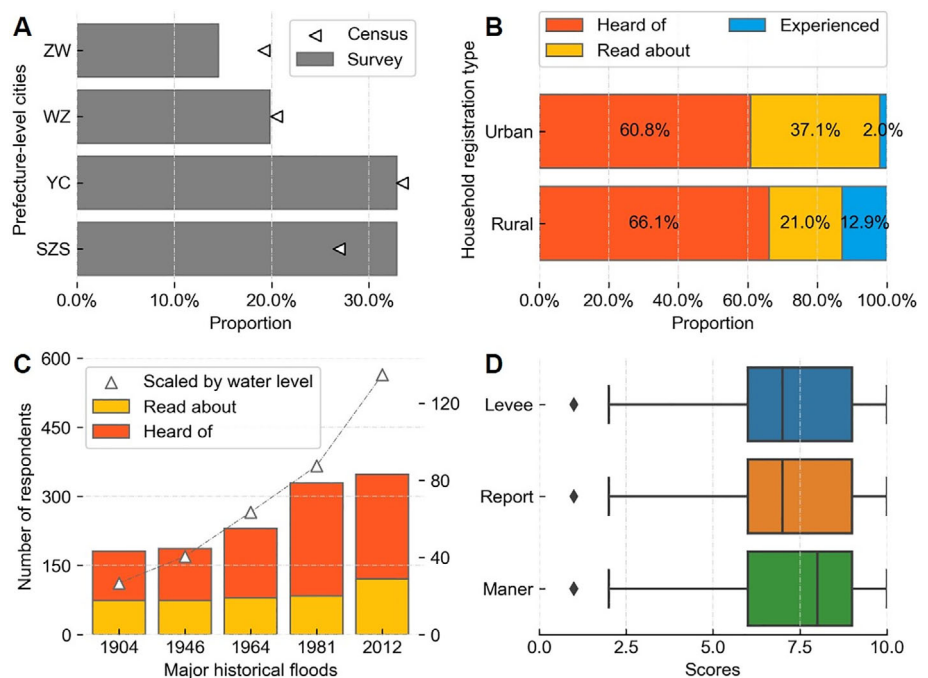 A
ZW
WZ
YC
SZS
Prefecture-level cities
Census
Survey
0.0% 10.0% 20.0% 30.0%
Proportion
B
Heard of
Read about
Experienced
Household registration type
Urban
60.8% 37.1% 2.0%
Rural
66.1% 21.0% 12.9%
0.0% 20.0% 40.0% 60.0% 80.0% 100.0%
Proportion
C
Scaled by water level
Read about
Heard of
Number of respondents
600
450
300
150
0
120
80
40
0
1904 1946 1964 1981 2012
Major historical floods
D
Levee
Report
Maner
0.0 2.5 5.0 7.5 10.0
Scores